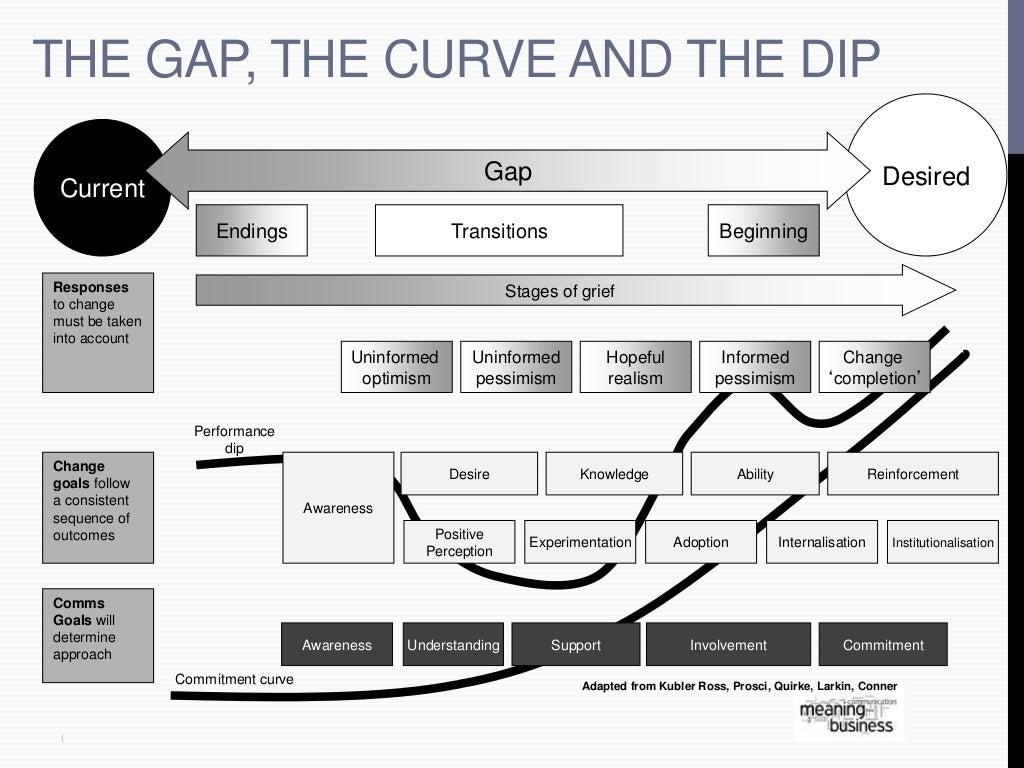 THE GAP, THE CURVE AND THE DIP
Current
Gap
Desired
Endings
Transitions
Beginning
Responses
to change
must be taken
into account
Stages of grief
Uninformed
optimism
Uninformed
pessimism
Hopeful
realism
Informed
pessimism
Change
‘completion’
Performance
dip
Change
goals follow
a consistent
sequence of
outcomes
Awareness
Desire
Knowledge
Ability
Reinforcement
Positive
Perception
Experimentation
Adoption
Internalisation
Institutionalisation
Comms
Goals will
determine
approach
Awareness
Understanding
Support
Involvement
Commitment
Commitment curve
Adapted from Kubler Ross, Prosci, Quirke, Larkin, Conner
communication
meaning
business
(